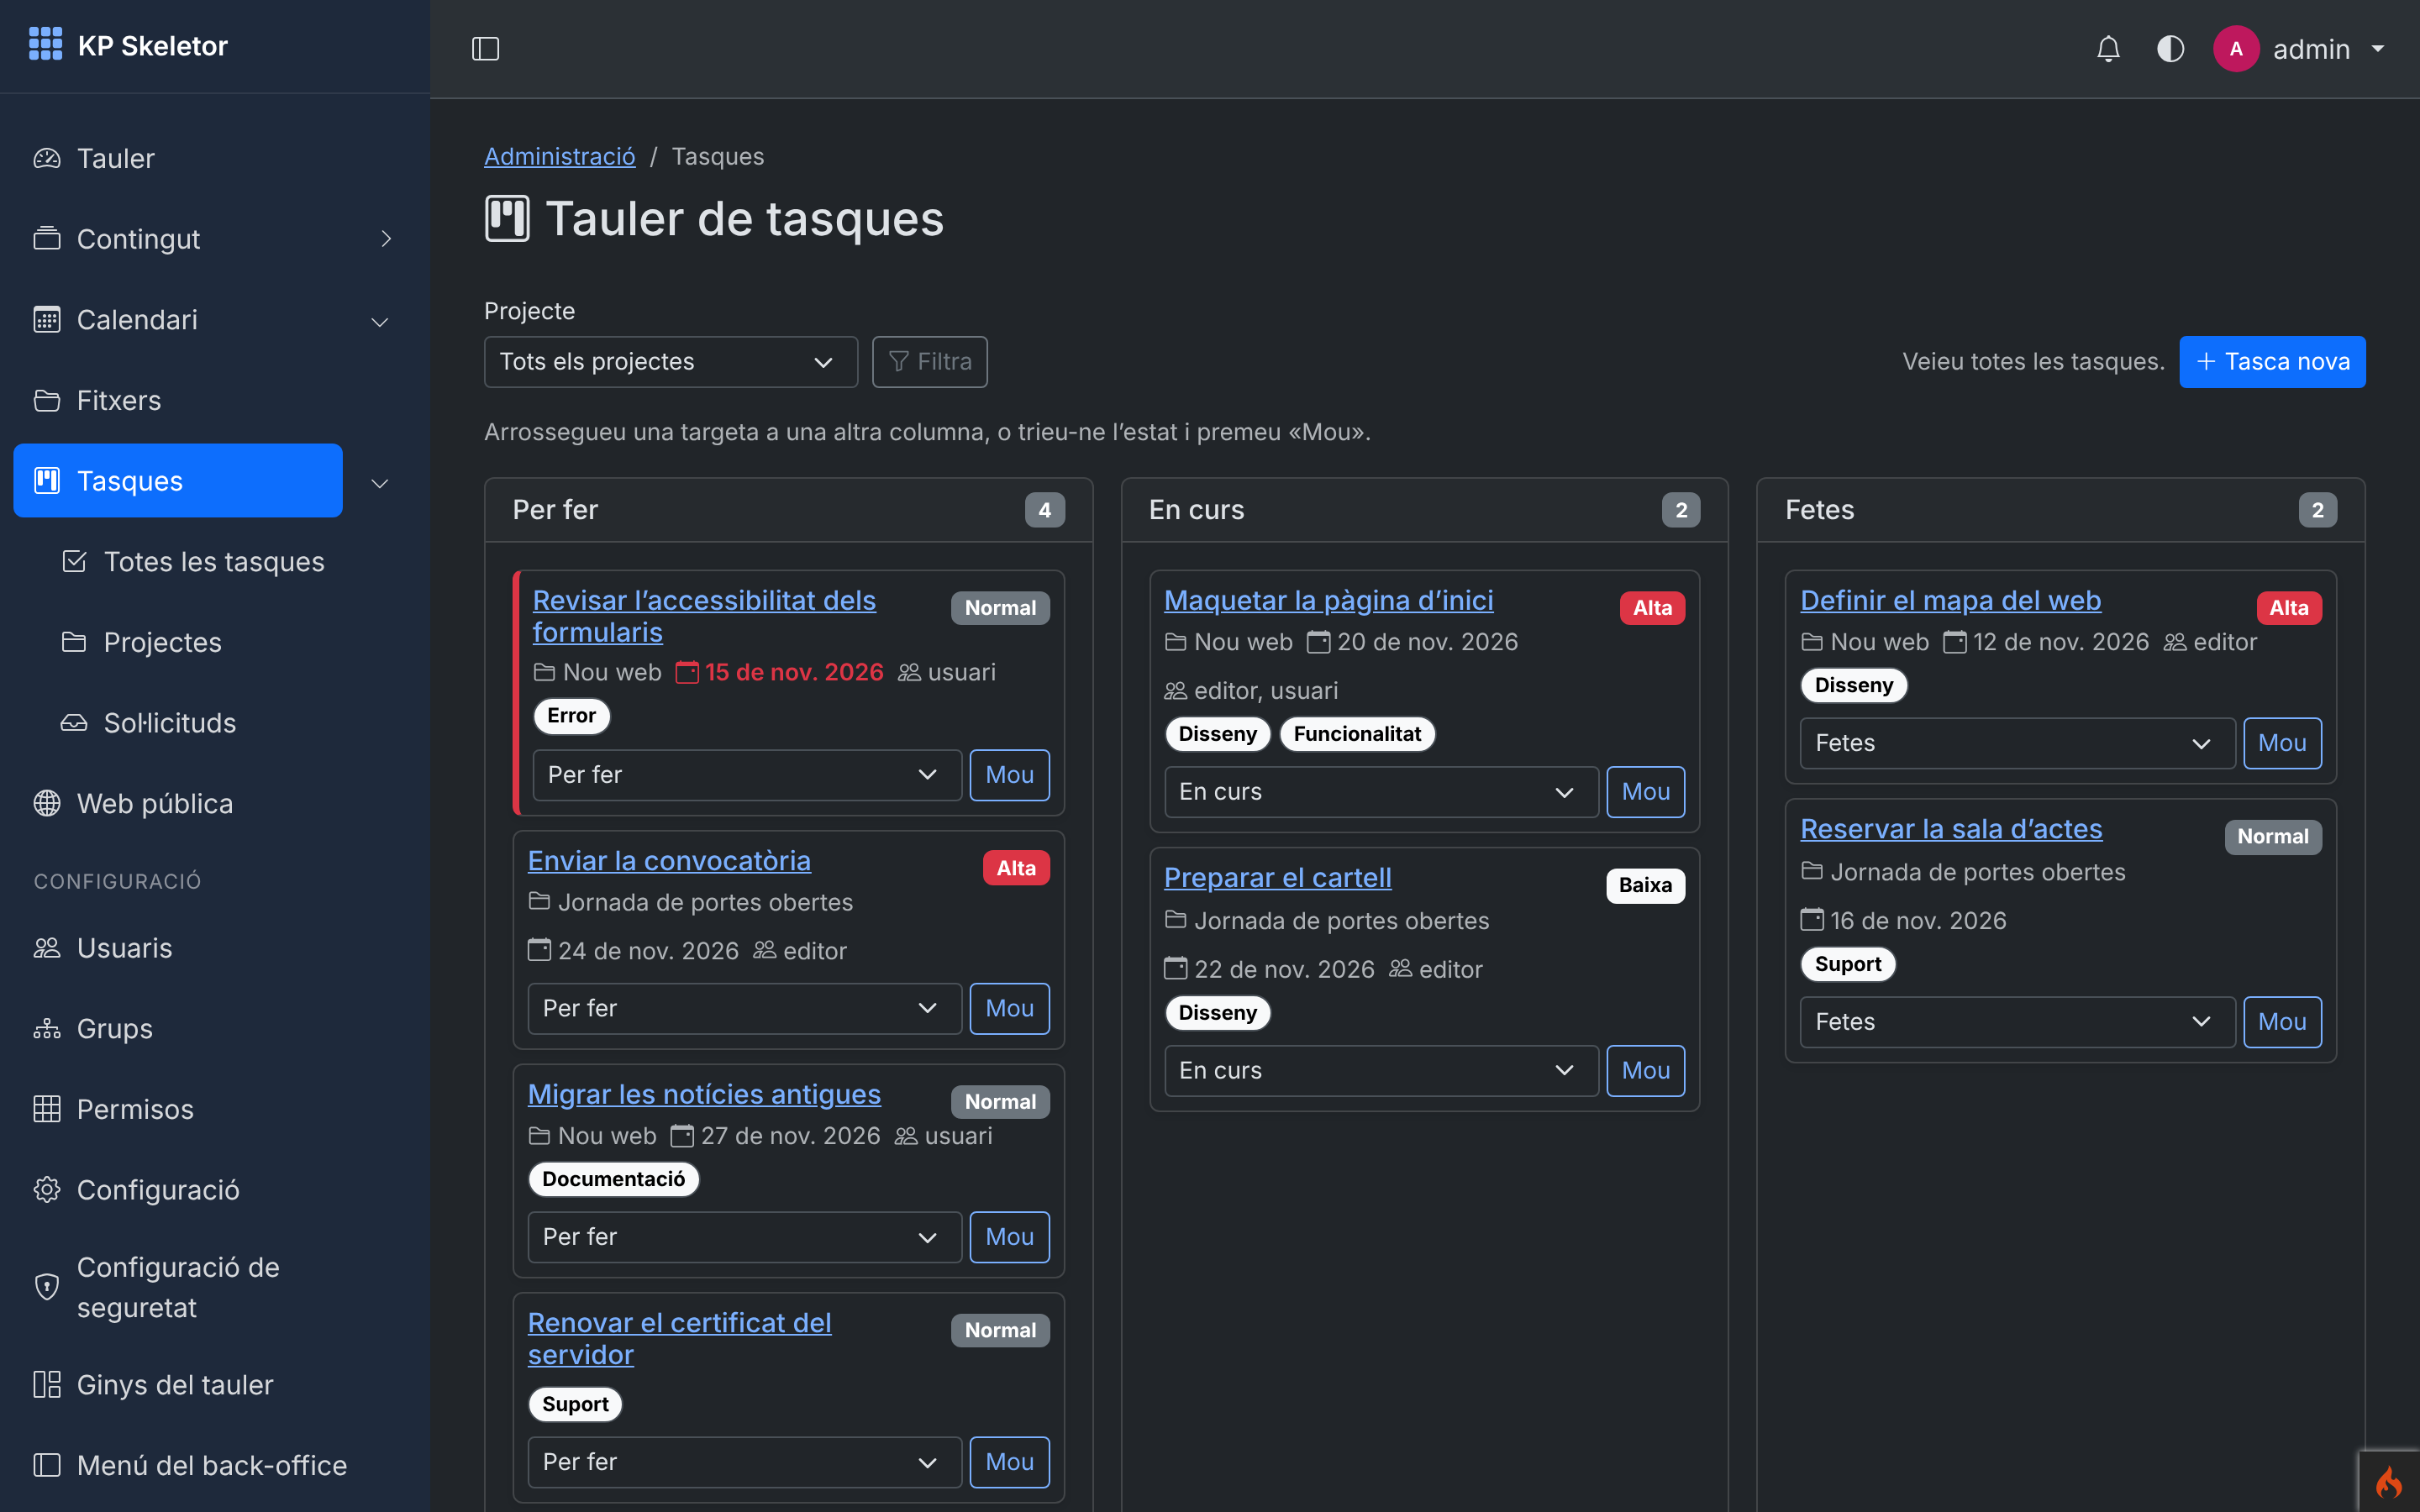 KP Skeletor
A admin
Tauler
Contingut
Calendari
Fitxers
Tasques
Totes les tasques
Projectes
Sol·licituds
Web pública
CONFIGURACIÓ
Usuaris
Grups
Permisos
Configuració
Configuració de
seguretat
Ginys del tauler
Menú del back-office
Administració / Tasques
Tauler de tasques
Projecte
Tots els projectes
Filtra
Veieu totes les tasques.
+ Tasca nova
Arrossegueu una targeta a una altra columna, o trieu-ne l’estat i premeu «Mou».
Per fer 4
Revisar l’accessibilitat dels
formularis
Normal
Nou web 15 de nov. 2026 usuari
Error
Per fer Mou
Enviar la convocatòria Alta
Jornada de portes obertes
24 de nov. 2026 editor
Per fer Mou
Migrar les notícies antigues Normal
Nou web 27 de nov. 2026 usuari
Documentació
Per fer Mou
Renovar el certificat del
servidor
Normal
Suport
Per fer Mou
En curs 2
Maquetar la pàgina d’inici Alta
Nou web 20 de nov. 2026
editor, usuari
Disseny Funcionalitat
En curs Mou
Preparar el cartell Baixa
Jornada de portes obertes
22 de nov. 2026 editor
Disseny
En curs Mou
Fetes 2
Definir el mapa del web Alta
Nou web 12 de nov. 2026 editor
Disseny
Fetes Mou
Reservar la sala d’actes Normal
Jornada de portes obertes
16 de nov. 2026
Suport
Fetes Mou